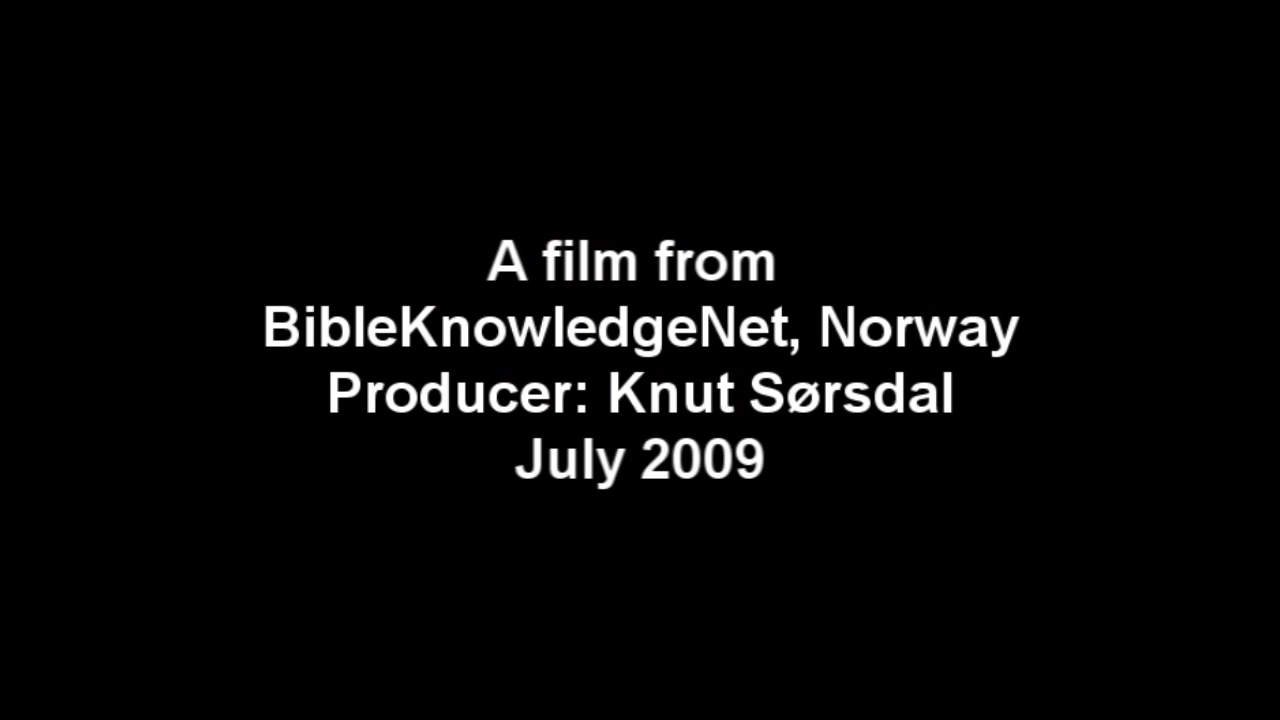 A film from
BibleKnowledgeNet, Norway
Producer: Knut Sørsdal
July 2009